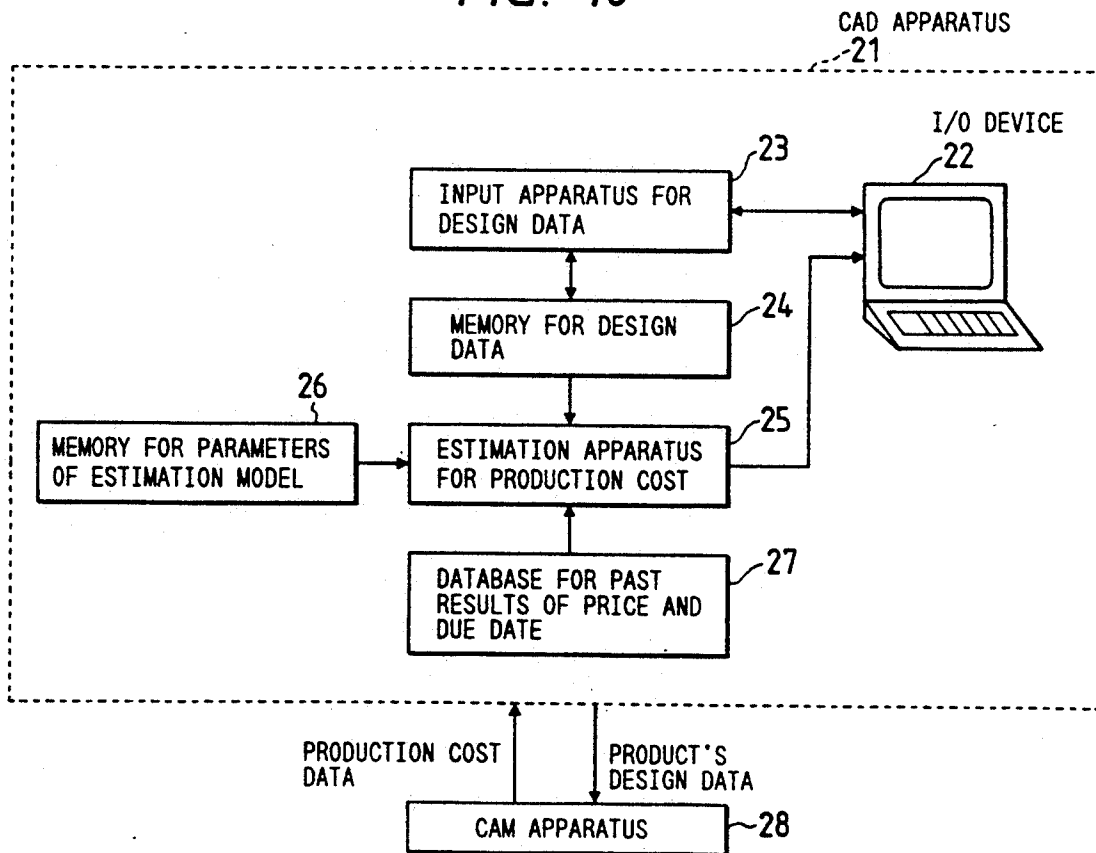 CAD APPARATUS
21
I/O DEVICE
22
23
INPUT APPARATUS FOR
DESIGN DATA
24
MEMORY FOR DESIGN
DATA
26
MEMORY FOR PARAMETERS
OF ESTIMATION MODEL
25
ESTIMATION APPARATUS
FOR PRODUCTION COST
27
DATABASE FOR PAST
RESULTS OF PRICE AND
DUE DATE
PRODUCTION COST
DATA
PRODUCT'S
DESIGN DATA
CAM APPARATUS
28